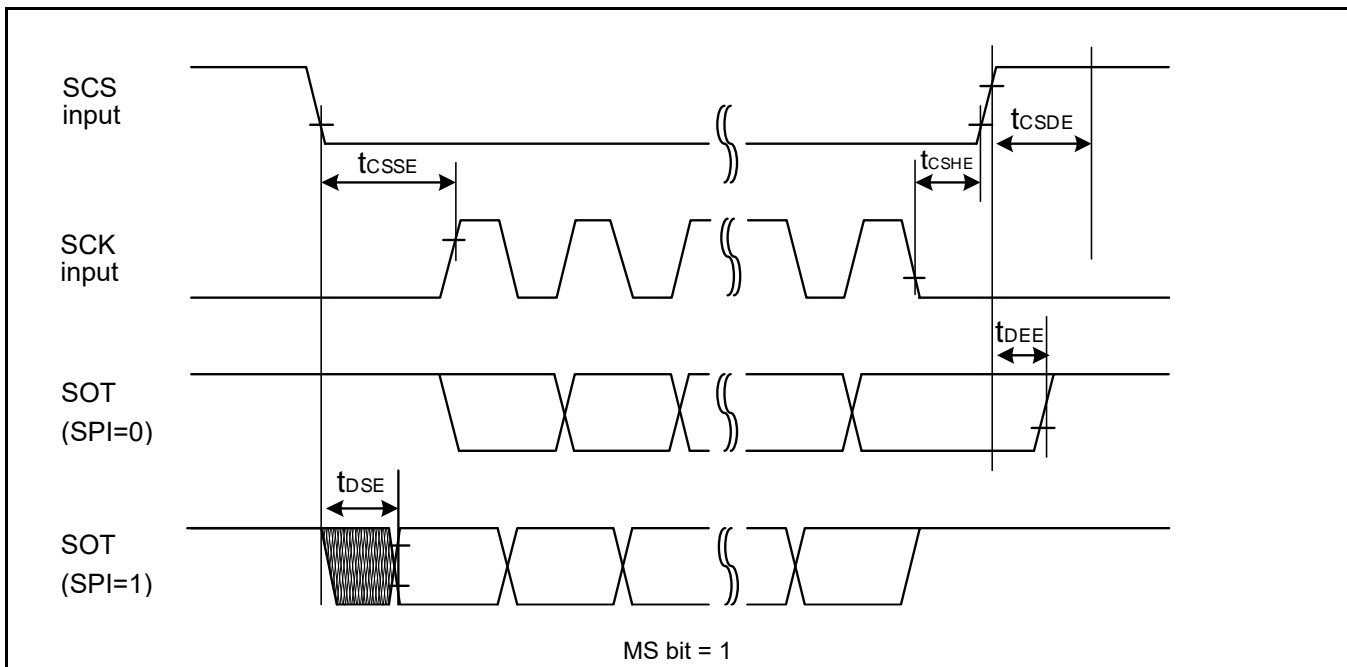 SCS
input
tCSDE
tCSHE
tCSSE
SCK
input
tDEE
SOT
(SPI=0)
tDSE
SOT
(SPI=1)
MS bit = 1